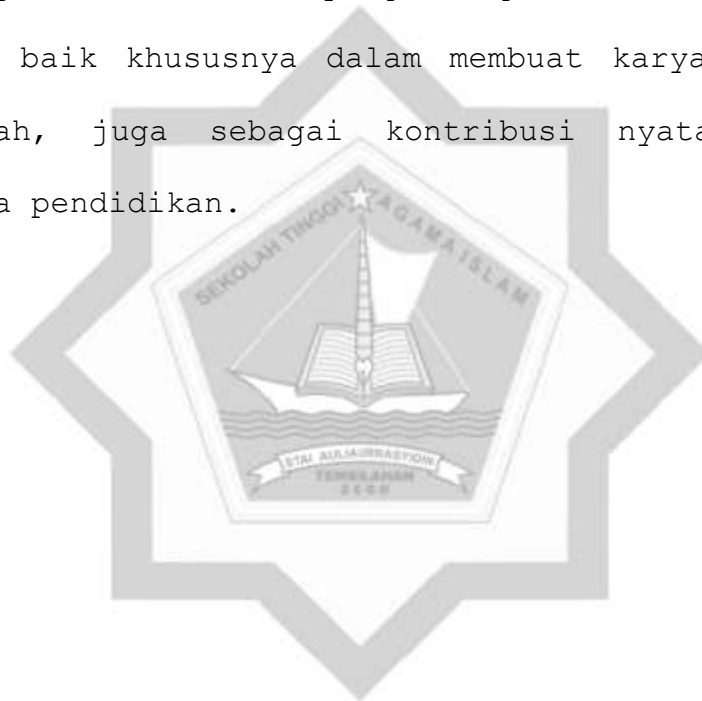 baik khususnya dalam membuat karya
ah, juga sebagai kontribusi nyata
a pendidikan.
SEKOLAH TINGGI AGAMA ISLAM
STAI AULIAURRASYIDIN
TEMBILAHAN